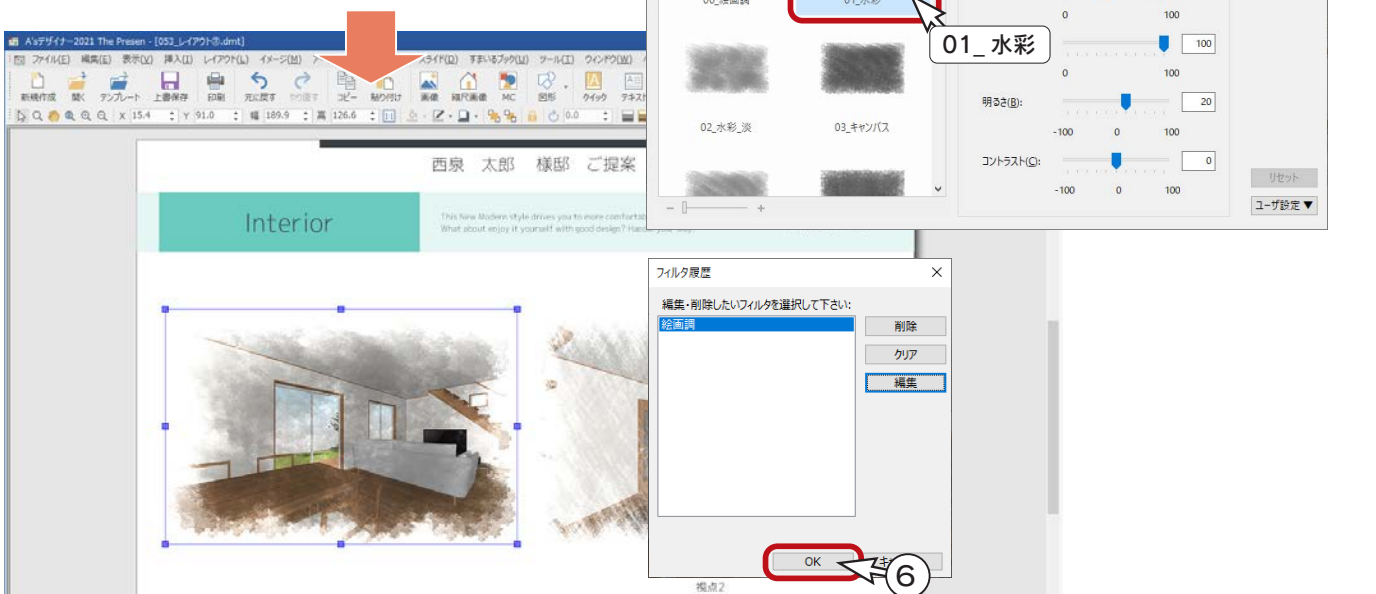 01_水彩
0 100
01_ 水彩
100
0 100
明るさ(B): 20
-100 0 100
コントラスト(C): 0
-100 0 100
リセット
ユーザ設定 ▼
02_水彩_淡 03_キャンバス
A'sデザイナー2021 The Presen - [053_レイアウト③.dmt]
ファイル(E) 編集(E) 表示(V) 挿入(I) レイアウト(L) イメージ(M) スライド(D) すまいるブック(U) ツール(T) ウィンドウ(W)
新規作成 開く テンプレート 上書保存 印刷 元に戻す やり直す コピー 貼り付け 画像 縮尺画像 MC 図形 クイック テキスト
X 15.4 Y 91.0 幅 189.9 高 126.6 0.0
西泉 太郎 様邸 ご提案
Interior
This New Modern style drives you to more
What about enjoy it yourself with good design?
フィルタ履歴
編集・削除したいフィルタを選択して下さい:
絵画調
削除
クリア
編集
OK
6
視点2